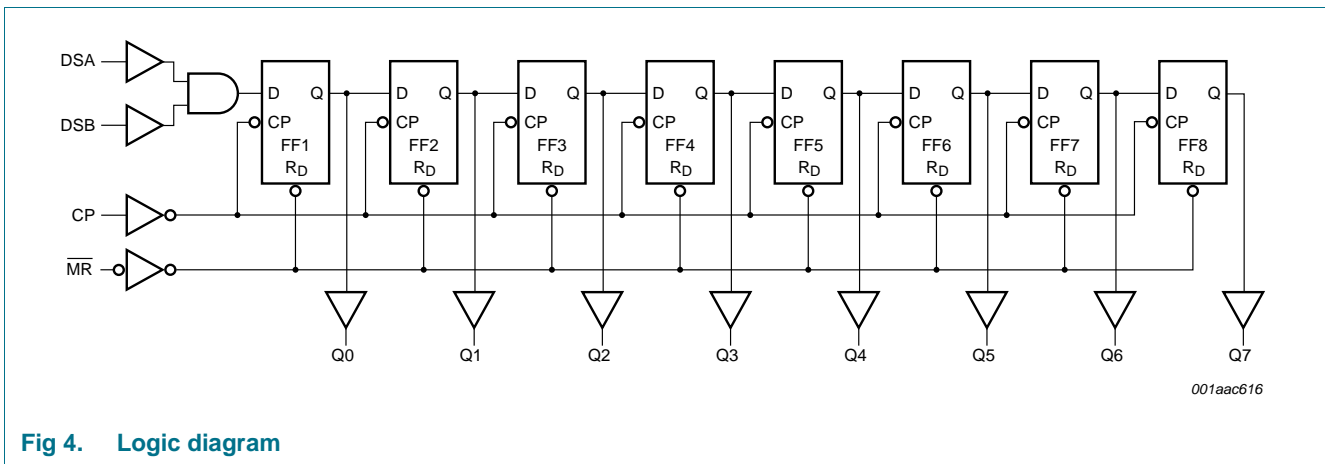 DSA
DSB
CP
MR
D Q
CP
FF1
RD
D Q
CP
FF2
RD
D Q
CP
FF3
RD
D Q
CP
FF4
RD
D Q
CP
FF5
RD
D Q
CP
FF6
RD
D Q
CP
FF7
RD
D Q
CP
FF8
RD
Q0 Q1 Q2 Q3 Q4 Q5 Q6 Q7
001aac616
Fig 4. Logic diagram